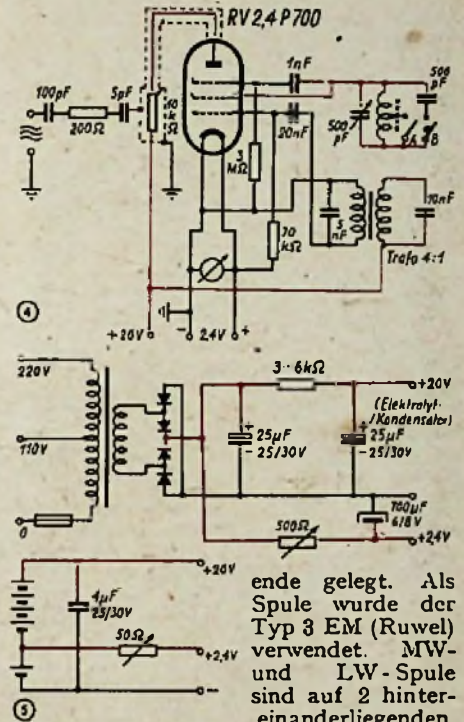 RV 2,4 P 700
100pF
5pF
200Ω
10
kΩ
1nF
20nF
3
MΩ
500
pF
500
pF
5
nF
10nF
kΩ
Trafo 4:1
④
+20V
-
2,4V
+
220V
110V
0
3··6kΩ
+20V
(Elektrolyt-
/Kondensator)
+
25µF
-25/30V
+
25µF
-25/30V
100µF
6/8V
500Ω
+2,4V
+20V
4µF
25/30V
50Ω
+2,4V
-
⑤
ende gelegt. Als
Spule wurde der
Typ 3 EM (Ruwel)
verwendet. MW-
und LW-Spule
sind auf 2 hinter-
einanderliegenden